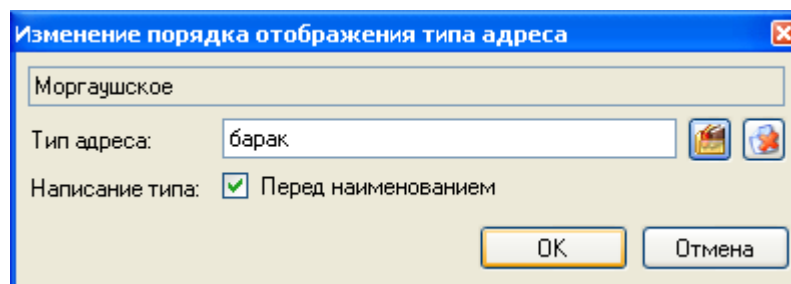 Изменение порядка отображения типа адреса
Моргаушское
Тип адреса: барак
Написание типа: Перед наименованием
OK Отмена